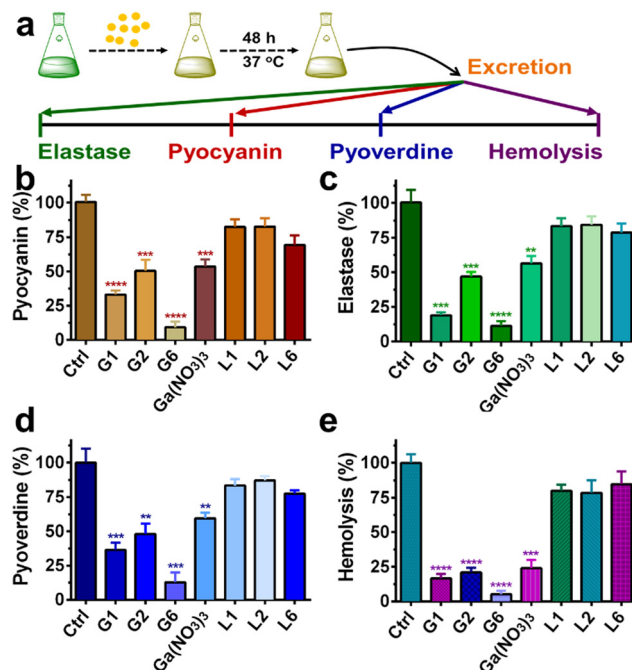 a
48 h
37 °C
Excretion
Elastase Pyocyanin Pyoverdine Hemolysis
b
Pyocyanin (%)
100
75
50
25
0
**** *** **** ***
Ctrl G1 G2 G6 Ga(NO3)3 L1 L2 L6
c
Elastase (%)
100
75
50
25
0
*** *** **** **
Ctrl G1 G2 G6 Ga(NO3)3 L1 L2 L6
d
Pyoverdine (%)
100
75
50
25
0
*** ** *** **
Ctrl G1 G2 G6 Ga(NO3)3 L1 L2 L6
e
Hemolysis (%)
100
75
50
25
0
**** **** **** ***
Ctrl G1 G2 G6 Ga(NO3)3 L1 L2 L6